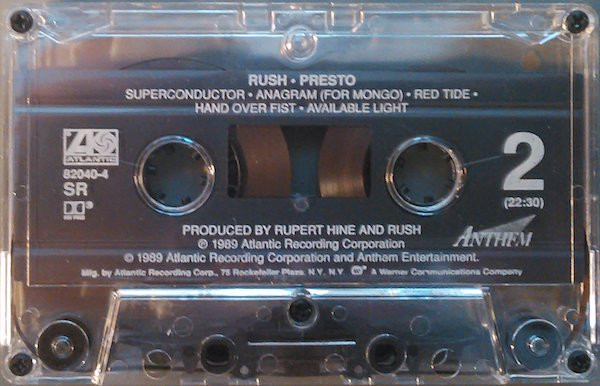 RUSH • PRESTO
SUPERCONDUCTOR • ANAGRAM (FOR MONGO) • RED TIDE •
HAND OVER FIST • AVAILABLE LIGHT
ATLANTIC
82040-4
SR
2
(22:30)
PRODUCED BY RUPERT HINE AND RUSH
℗ 1989 Atlantic Recording Corporation
© 1989 Atlantic Recording Corporation and Anthem Entertainment.
ANTHEM
Mfg. by Atlantic Recording Corp., 75 Rockefeller Plaza, N.Y., N.Y. A Warner Communications Company